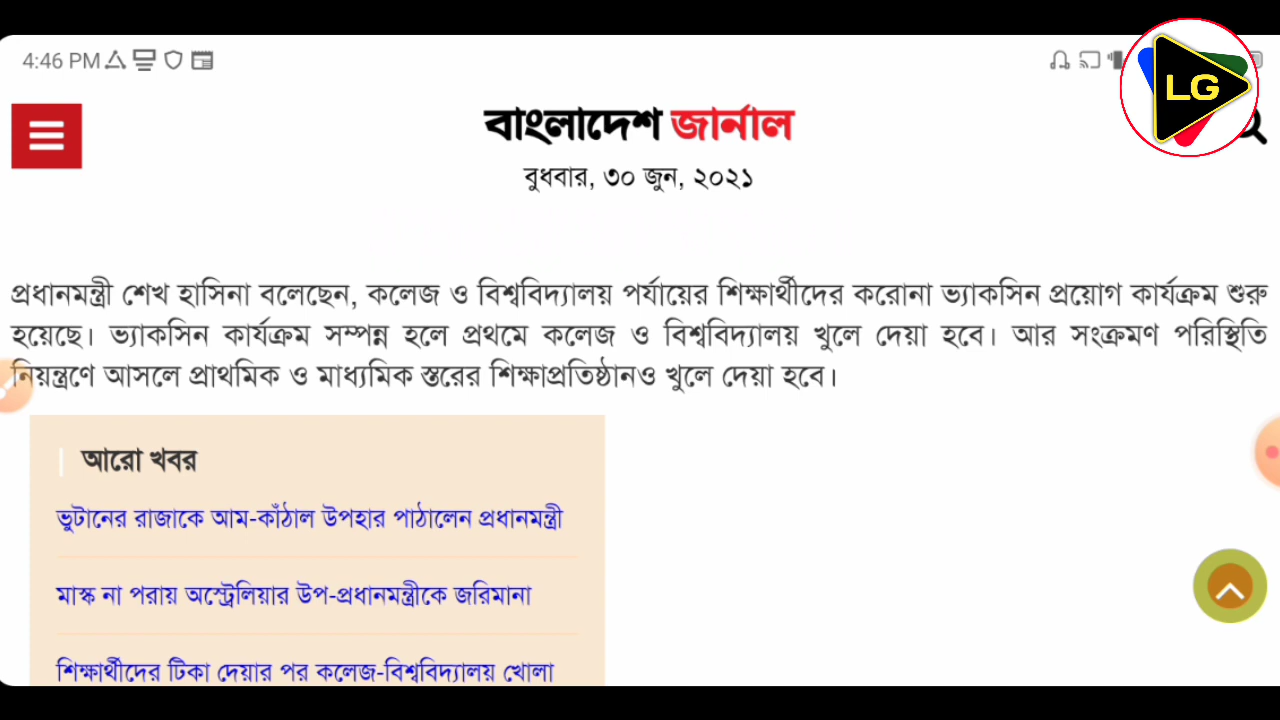 4:46 PM
LG
বাংলাদেশ জার্নাল
বুধবার, ৩০ জুন, ২০২১
প্রধানমন্ত্রী শেখ হাসিনা বলেছেন, কলেজ ও বিশ্ববিদ্যালয় পর্যায়ের শিক্ষার্থীদের করোনা ভ্যাকসিন প্রয়োগ কার্যক্রম শুরু
হয়েছে। ভ্যাকসিন কার্যক্রম সম্পন্ন হলে প্রথমে কলেজ ও বিশ্ববিদ্যালয় খুলে দেয়া হবে। আর সংক্রমণ পরিস্থিতি
নিয়ন্ত্রণে আসলে প্রাথমিক ও মাধ্যমিক স্তরের শিক্ষাপ্রতিষ্ঠানও খুলে দেয়া হবে।
আরো খবর
ভুটানের রাজাকে আম-কাঁঠাল উপহার পাঠালেন প্রধানমন্ত্রী
মাস্ক না পরায় অস্ট্রেলিয়ার উপ-প্রধানমন্ত্রীকে জরিমানা
শিক্ষার্থীদের টিকা দেয়ার পর কলেজ-বিশ্ববিদ্যালয় খোলা